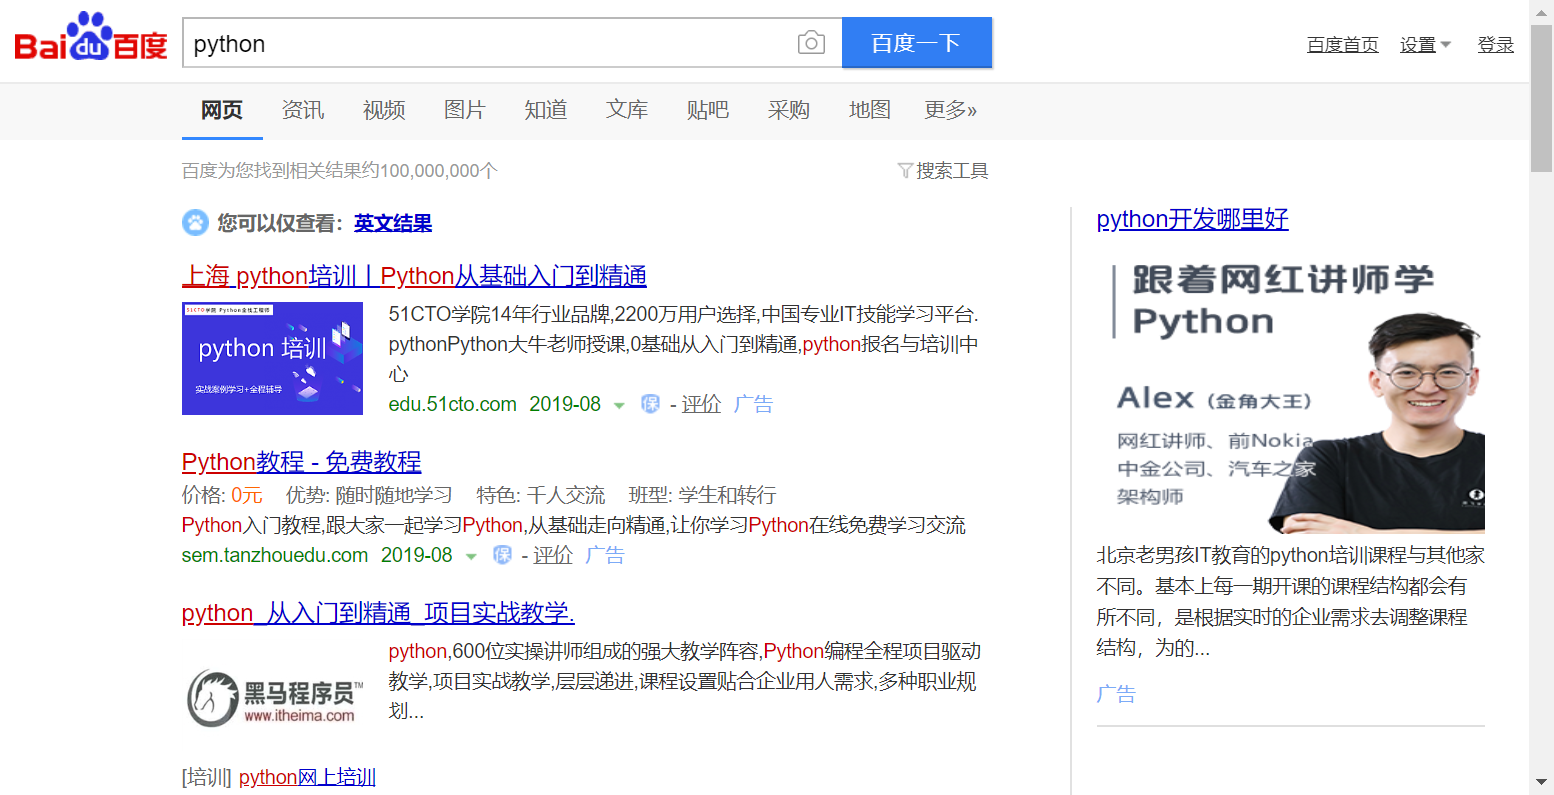 Bai du 百度
python
百度一下
百度首页 设置 登录
网页 资讯 视频 图片 知道 文库 贴吧 采购 地图 更多»
百度为您找到相关结果约100,000,000个
搜索工具
您可以仅查看：英文结果
上海 python培训丨Python从基础入门到精通
51CTO学院 Python全栈工程师
python 培训
实战案例学习+全程辅导
51CTO学院14年行业品牌,2200万用户选择,中国专业IT技能学习平台.
pythonPython大牛老师授课,0基础从入门到精通,python报名与培训中
心
edu.51cto.com 2019-08 保 - 评价 广告
Python教程 - 免费教程
价格: 0元 优势: 随时随地学习 特色: 千人交流 班型: 学生和转行
Python入门教程,跟大家一起学习Python,从基础走向精通,让你学习Python在线免费学习交流
sem.tanzhouedu.com 2019-08 保 - 评价 广告
python_从入门到精通_项目实战教学.
黑马程序员™
www.itheima.com
python,600位实操讲师组成的强大教学阵容,Python编程全程项目驱动
教学,项目实战教学,层层递进,课程设置贴合企业用人需求,多种职业规
划...
[培训] python网上培训
python开发哪里好
跟着网红讲师学
Python
Alex（金角大王）
网红讲师、前Nokia、
中金公司、汽车之家
架构师
北京老男孩IT教育的python培训课程与其他家
不同。基本上每一期开课的课程结构都会有
所不同，是根据实时的企业需求去调整课程
结构，为的...
广告